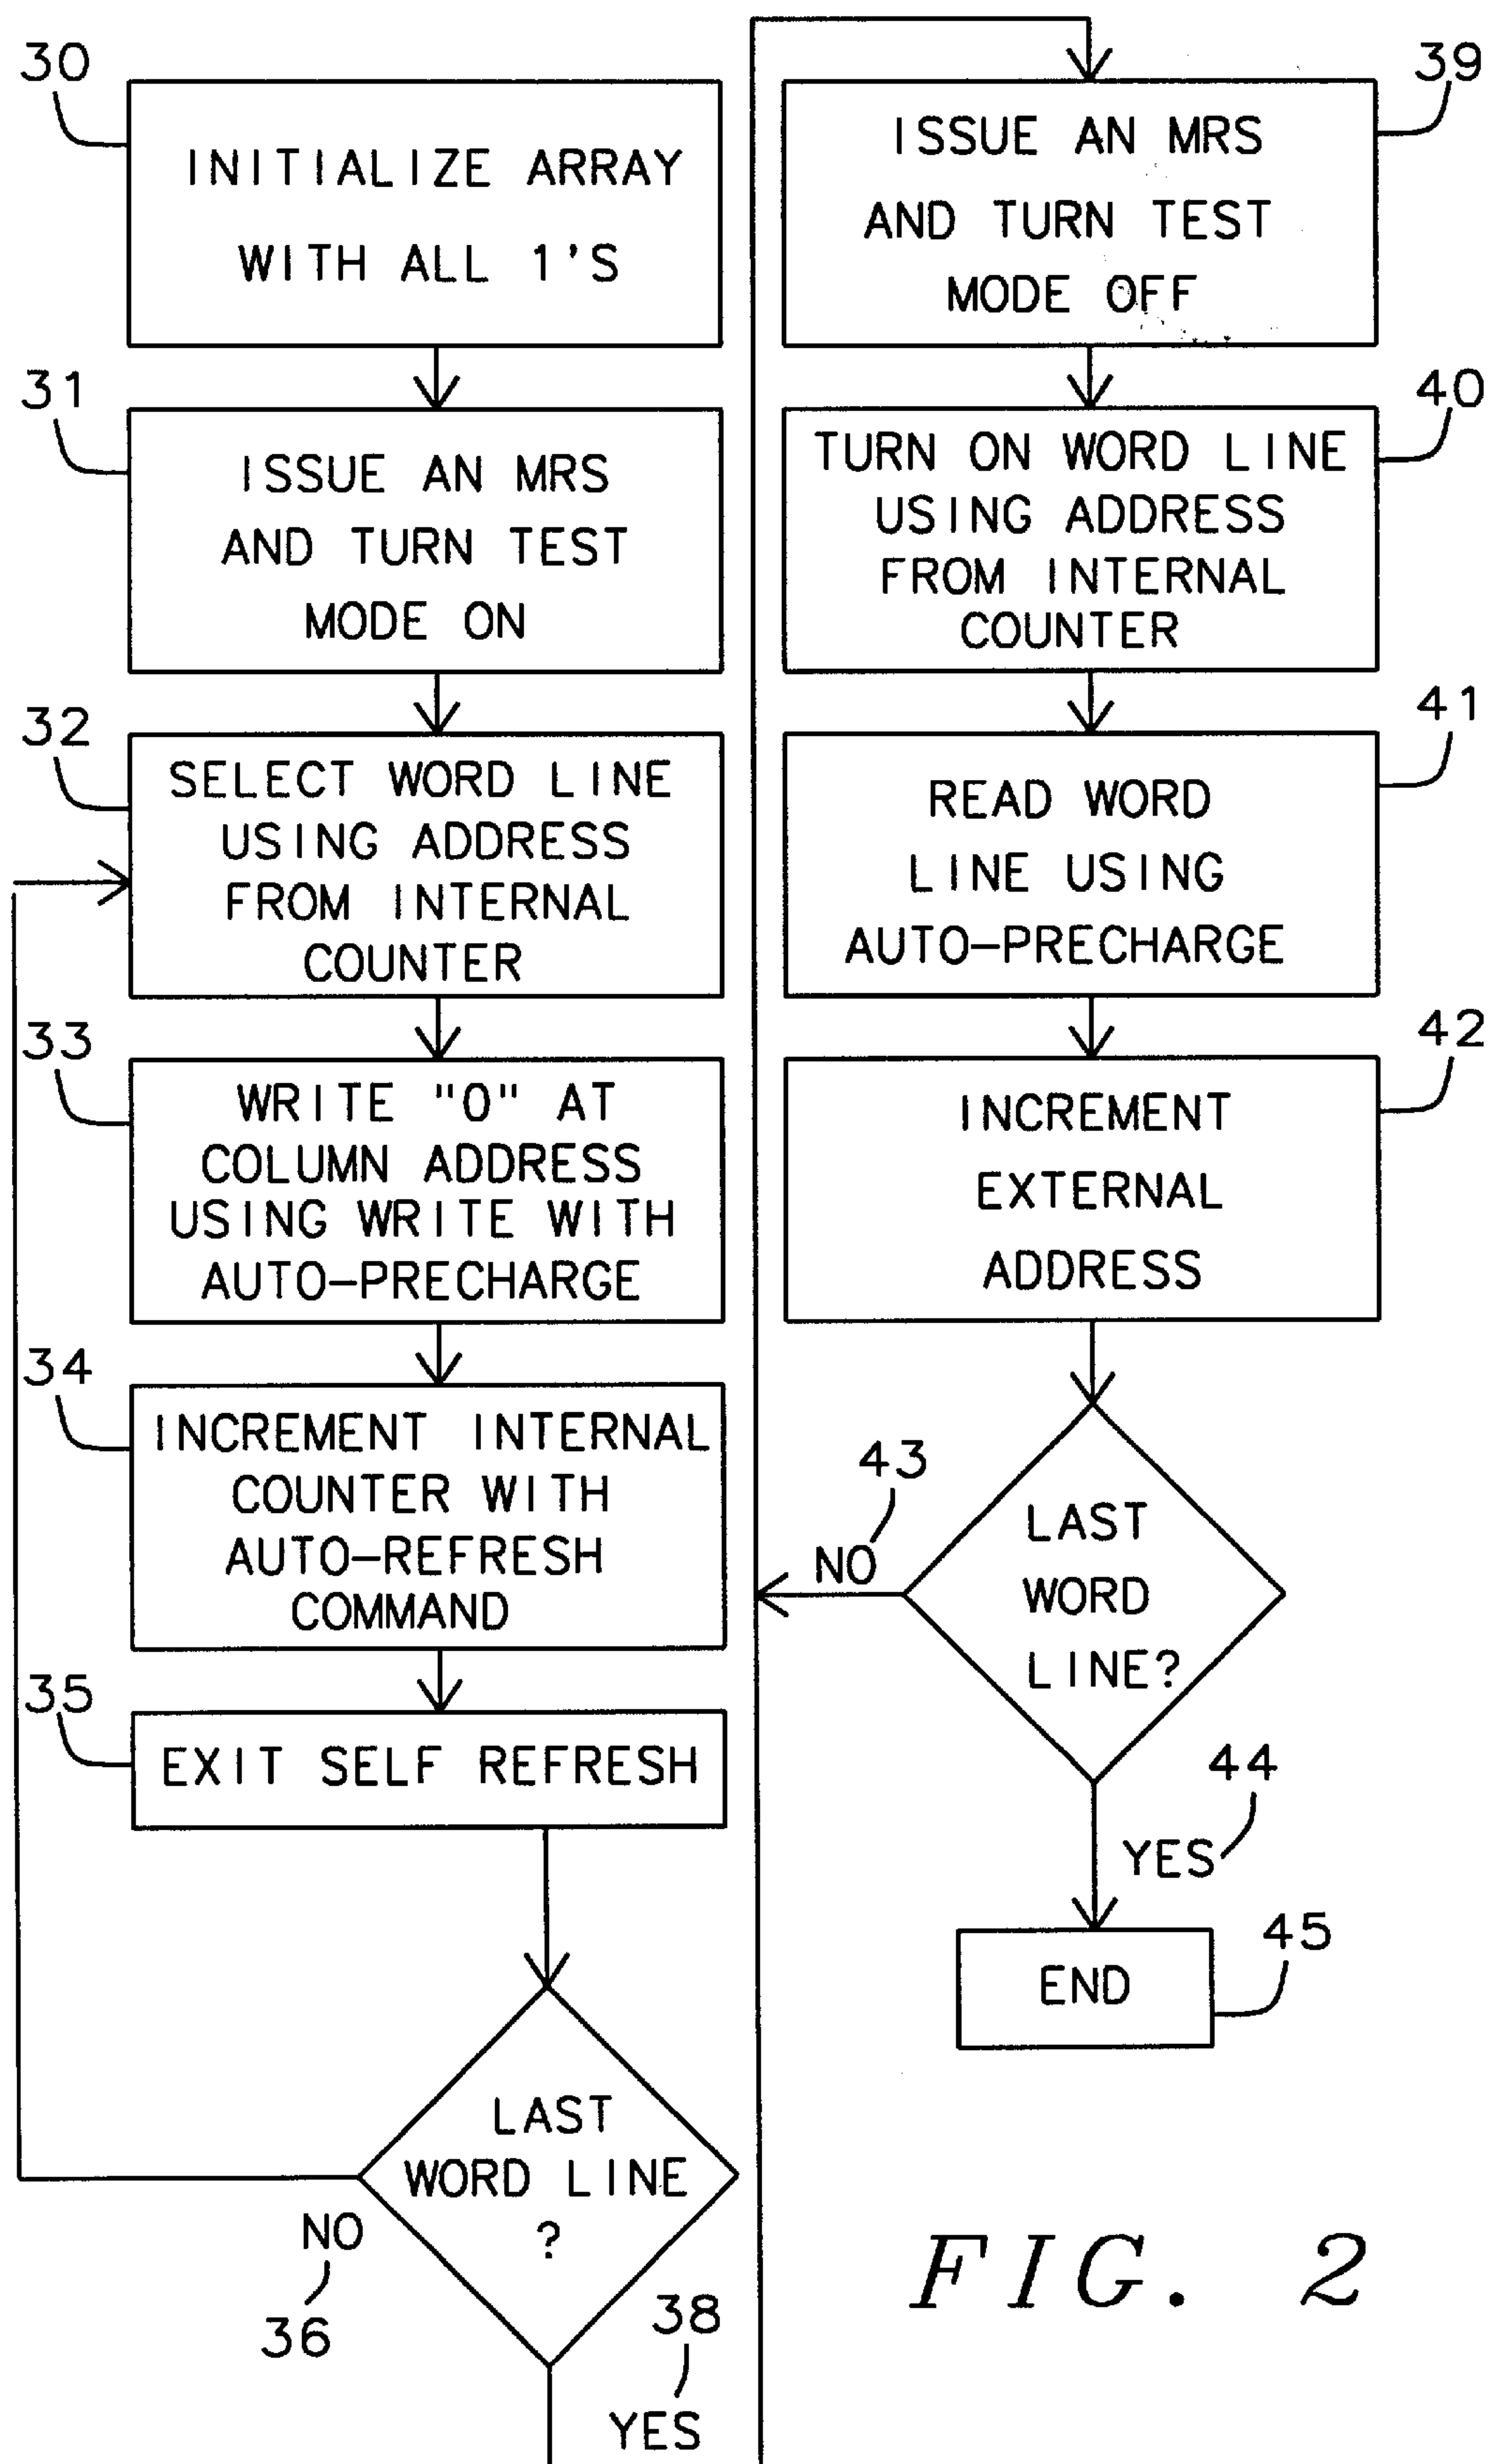 30
INITIALIZE ARRAY
WITH ALL 1'S
31
ISSUE AN MRS
AND TURN TEST
MODE ON
32
SELECT WORD LINE
USING ADDRESS
FROM INTERNAL
COUNTER
33
WRITE "0" AT
COLUMN ADDRESS
USING WRITE WITH
AUTO-PRECHARGE
34
INCREMENT INTERNAL
COUNTER WITH
AUTO-REFRESH
COMMAND
35
EXIT SELF REFRESH
LAST
WORD LINE
?
NO
36
38
YES
39
ISSUE AN MRS
AND TURN TEST
MODE OFF
40
TURN ON WORD LINE
USING ADDRESS
FROM INTERNAL
COUNTER
41
READ WORD
LINE USING
AUTO-PRECHARGE
42
INCREMENT
EXTERNAL
ADDRESS
43
NO
LAST
WORD
LINE?
44
YES
45
END
FIG. 2